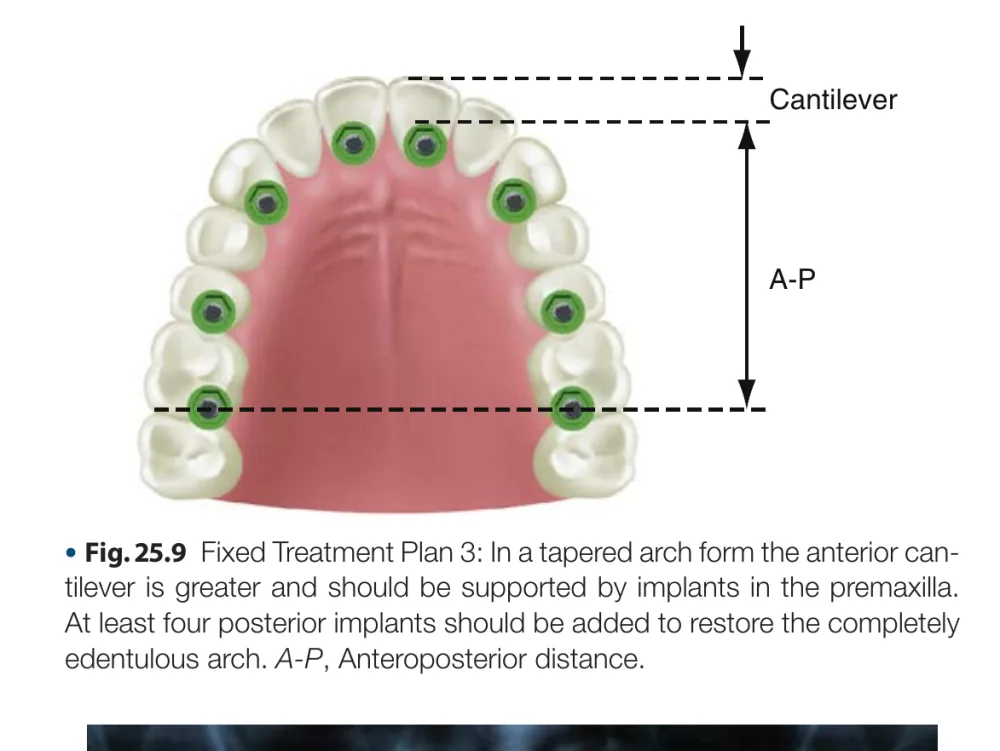 Cantilever
A-P
• Fig. 25.9 Fixed Treatment Plan 3: In a tapered arch form the anterior can-
tilever is greater and should be supported by implants in the premaxilla.
At least four posterior implants should be added to restore the completely
edentulous arch. A-P, Anteroposterior distance.